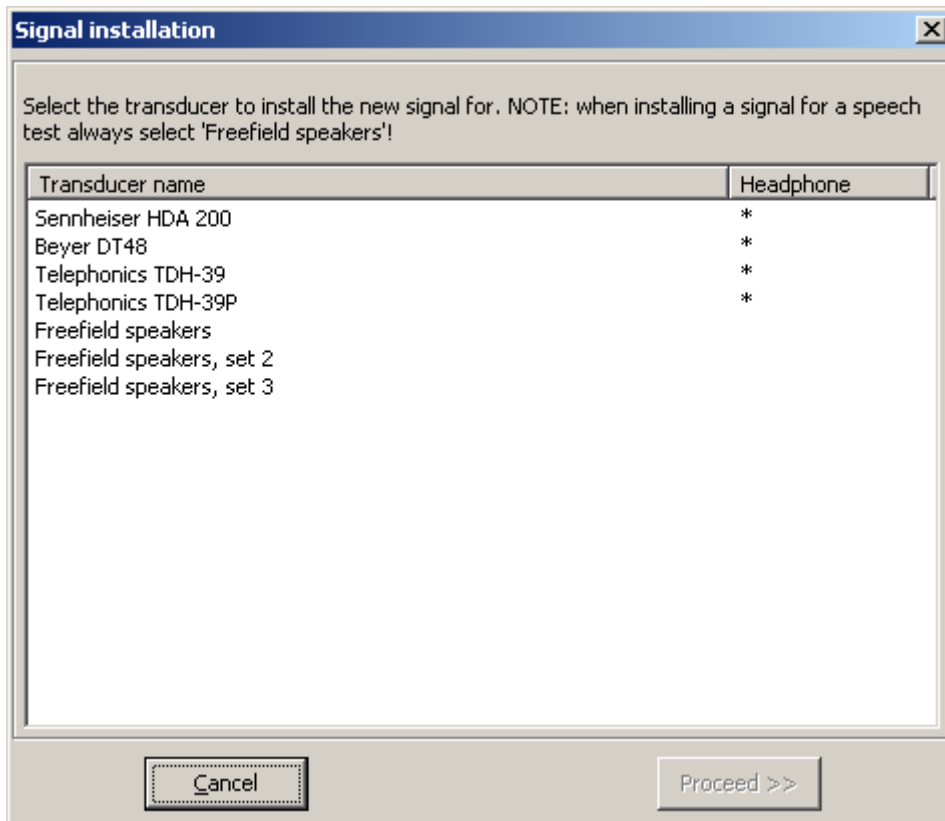 Signal installation
Select the transducer to install the new signal for. NOTE: when installing a signal for a speech
test always select 'Freefield speakers'!
Transducer name Headphone
Sennheiser HDA 200 *
Beyer DT48 *
Telephonics TDH-39 *
Telephonics TDH-39P *
Freefield speakers
Freefield speakers, set 2
Freefield speakers, set 3
Cancel Proceed >>